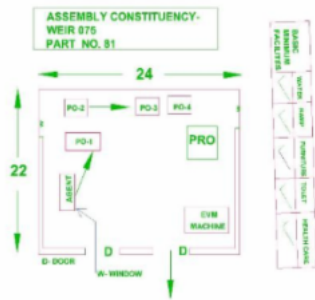 ASSEMBLY CONSTITUENCY-
WEIR 075
PART NO. 81
24
22
PO-2
PO-3
PO-4
PO-1
PRO
AGENT
EVM
MACHINE
D
D
D- DOOR
W- WINDOW
BASIC
MINIMUM
FACILITES
WATER
RAMP
FURNITURE
TOILET
HEALTH CARE